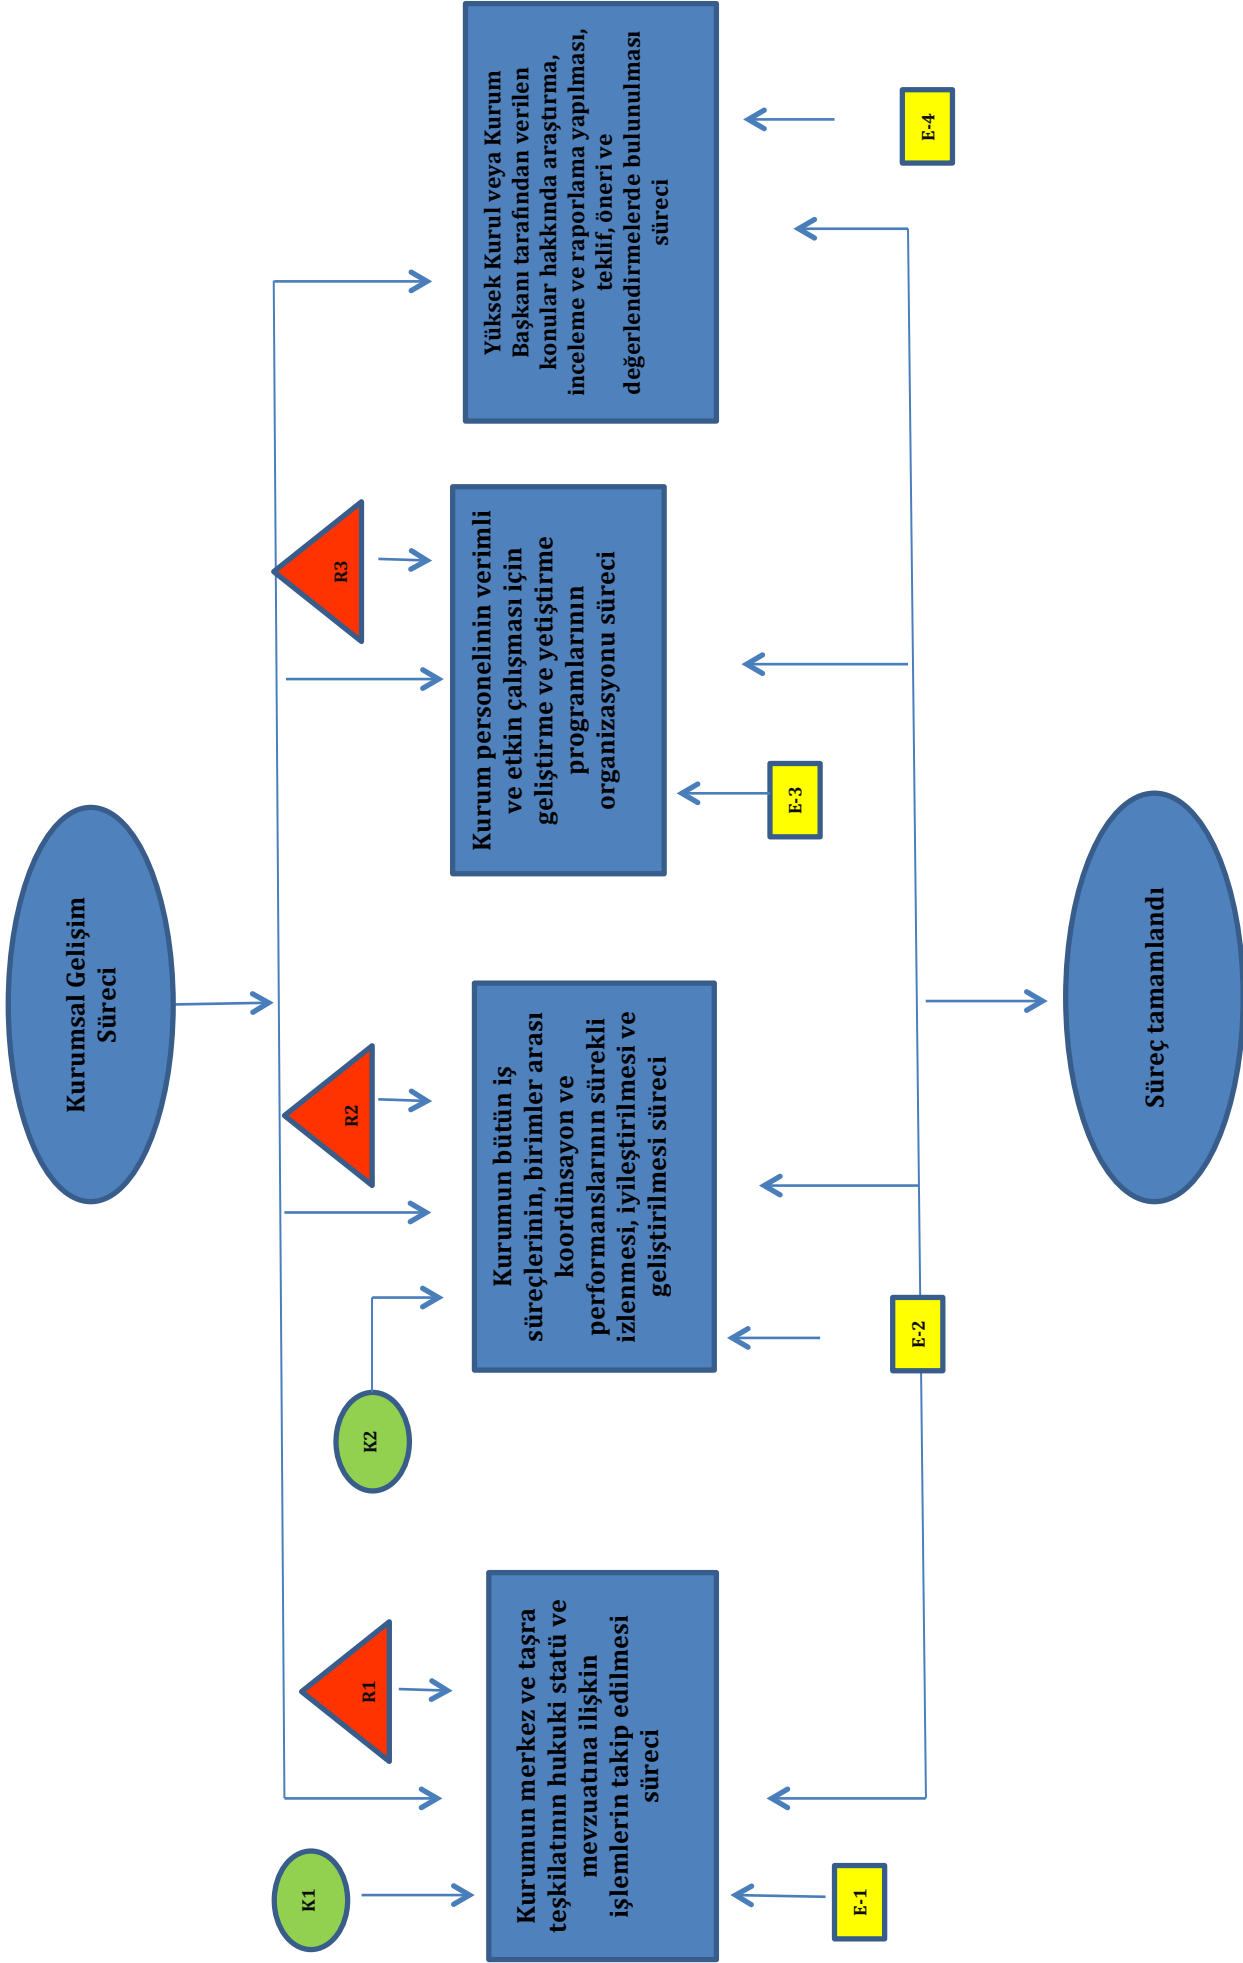 Kurumsal Gelişim
Süreci
K1
R1
K2
R2
R3
Kurumun merkez ve taşra
teşkilatının hukuki statü ve
mevzuatına ilişkin
işlemlerin takip edilmesi
süreci
Kurumun bütün iş
süreçlerinin, birimler arası
koordinsayon ve
performanslarının sürekli
izlenmesi, iyileştirilmesi ve
geliştirilmesi süreci
Kurum personelinin verimli
ve etkin çalışması için
geliştirme ve yetiştirme
programlarının
organizasyonu süreci
Yüksek Kurul veya Kurum
Başkanı tarafından verilen
konular hakkında araştırma,
inceleme ve raporlama yapılması,
teklif, öneri ve
değerlendirmelerde bulunulması
süreci
E-1
E-2
E-3
E-4
Süreç tamamlandı